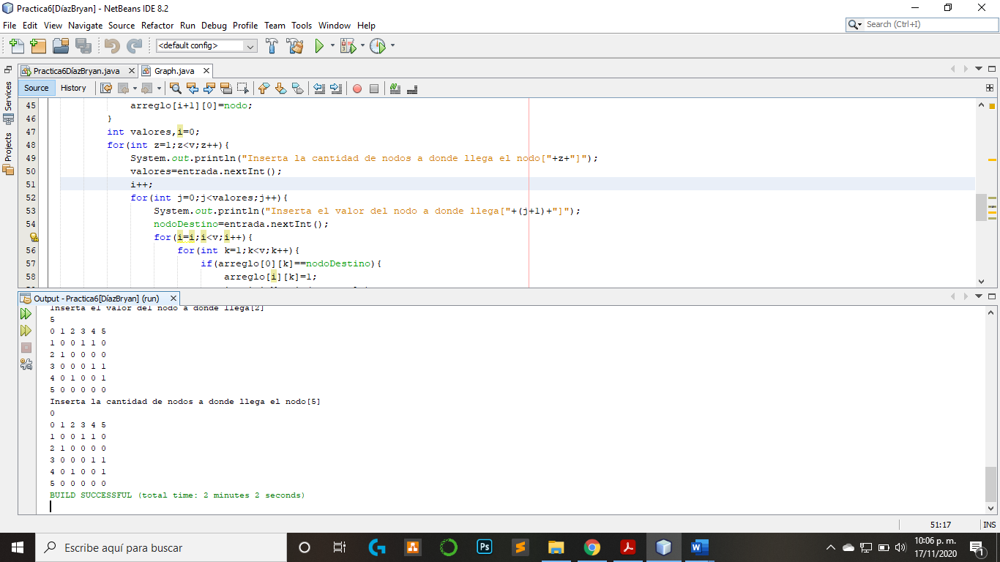 Practica6[DíazBryan] - NetBeans IDE 8.2
File Edit View Navigate Source Refactor Run Debug Profile Team Tools Window Help
Search (Ctrl+I)
<default config>
Practica6DíazBryan.java Graph.java
Services
Projects
Source History
45 arreglo[i+1][0]=nodo;
46 }
47 int valores,i=0;
48 for(int z=1;z<v;z++){
49 System.out.println("Inserta la cantidad de nodos a donde llega el nodo["+z+"]");
50 valores=entrada.nextInt();
51 i++;
52 for(int j=0;j<valores;j++){
53 System.out.println("Inserta el valor del nodo a donde llega["+(j+1)+"]");
54 nodoDestino=entrada.nextInt();
for(i=i;i<v;i++){
56 for(int k=1;k<v;k++){
57 if(arreglo[0][k]==nodoDestino){
58 arreglo[i][k]=1;
Output - Practica6[DíazBryan] (run)
Inserta el valor del nodo a donde llega[2]
5
0 1 2 3 4 5
1 0 0 1 1 0
2 1 0 0 0 0
3 0 0 0 1 1
4 0 1 0 0 1
5 0 0 0 0 0
Inserta la cantidad de nodos a donde llega el nodo[5]
0
0 1 2 3 4 5
1 0 0 1 1 0
2 1 0 0 0 0
3 0 0 0 1 1
4 0 1 0 0 1
5 0 0 0 0 0
BUILD SUCCESSFUL (total time: 2 minutes 2 seconds)
51:17 INS
Escribe aquí para buscar
Ps
10:06 p. m.
17/11/2020
1